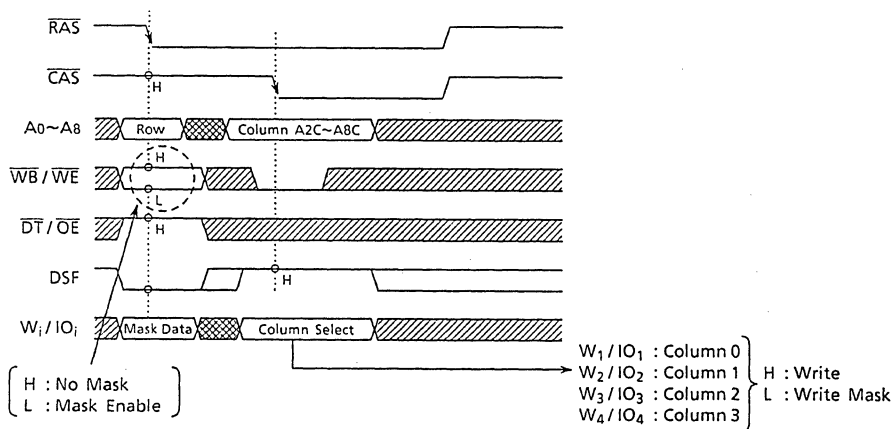 RAS
CAS
H
A0~A8
Row
Column A2C~A8C
WB / WE
H
L
DT / OE
H
DSF
H
Wi / IOi
Mask Data
Column Select
H : No Mask
L : Mask Enable
W1 / IO1 : Column 0
W2 / IO2 : Column 1
W3 / IO3 : Column 2
W4 / IO4 : Column 3
H : Write
L : Write Mask